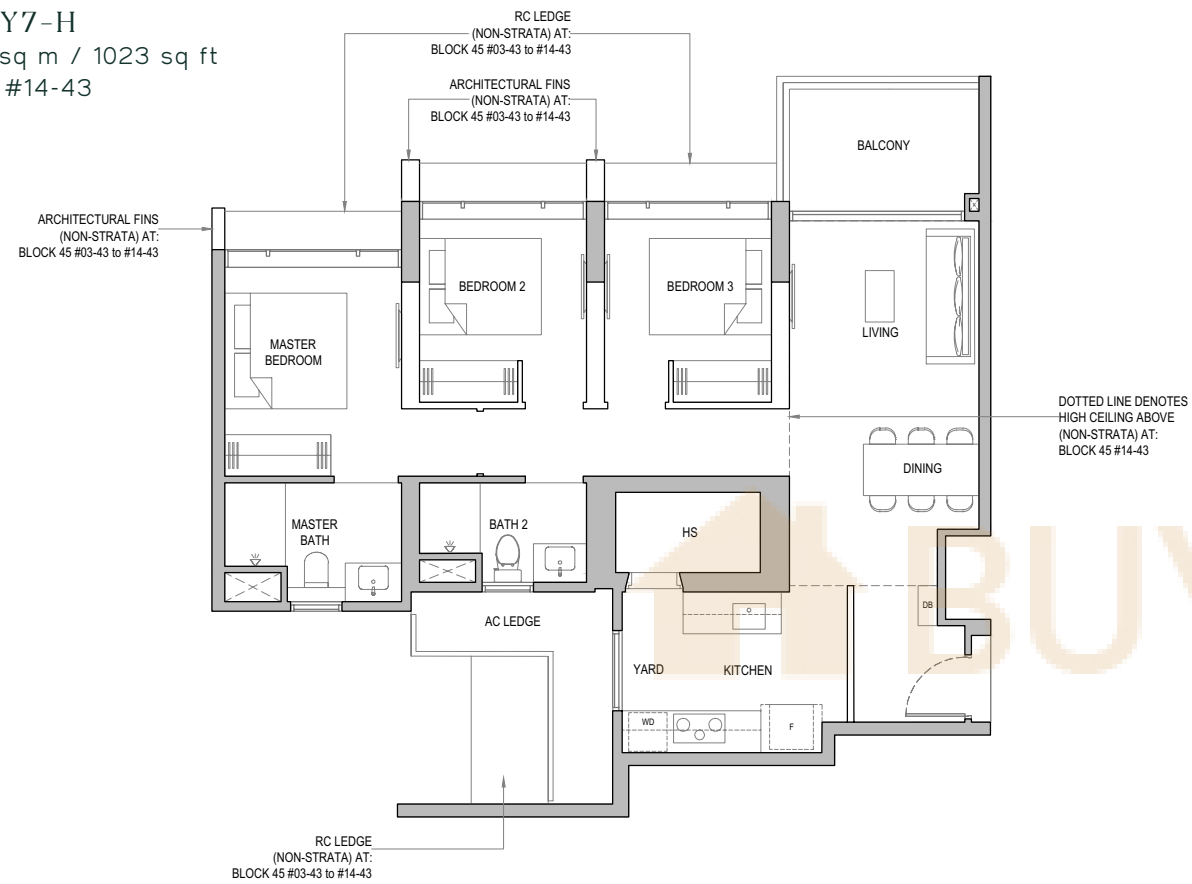 Y7-H
sq m / 1023 sq ft
#14-43
RC LEDGE
(NON-STRATA) AT:
BLOCK 45 #03-43 to #14-43
ARCHITECTURAL FINS
(NON-STRATA) AT:
BLOCK 45 #03-43 to #14-43
BALCONY
ARCHITECTURAL FINS
(NON-STRATA) AT:
BLOCK 45 #03-43 to #14-43
BEDROOM 2
BEDROOM 3
LIVING
MASTER
BEDROOM
DOTTED LINE DENOTES
HIGH CEILING ABOVE
(NON-STRATA) AT:
BLOCK 45 #14-43
DINING
MASTER
BATH
BATH 2
HS
DB
AC LEDGE
YARD
KITCHEN
WD
F
BUY
RC LEDGE
(NON-STRATA) AT:
BLOCK 45 #03-43 to #14-43